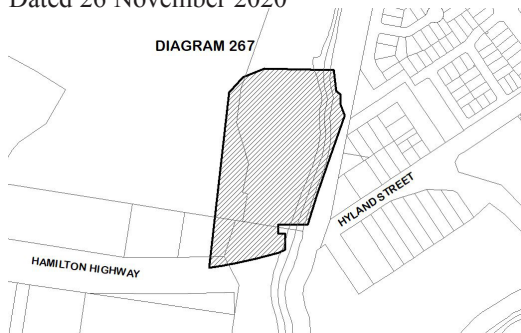 Dated 26 November 2020
DIAGRAM 267
HYLAND STREET
HAMILTON HIGHWAY